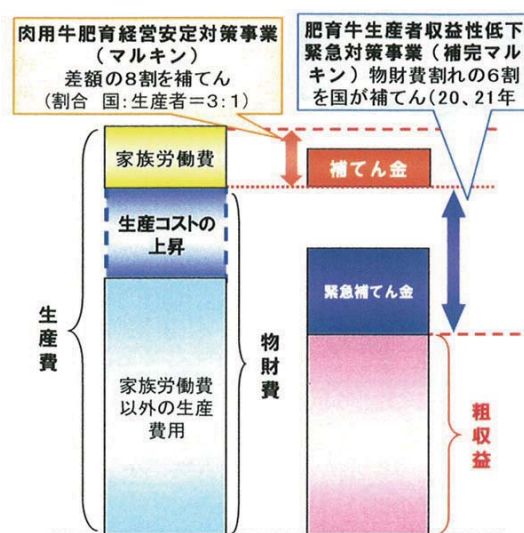 肉用牛肥育経営安定対策事業
（マルキン）
差額の8割を補てん
(割合 国:生産者=3:1)
肥育牛生産者収益性低下
緊急対策事業（補完マル
キン）物財費割れの6割
を国が補てん(20、21年
家族労働費
補てん金
生産コストの
上昇
緊急補てん金
生産費
物財費
家族労働費
以外の生産
費用
粗収益